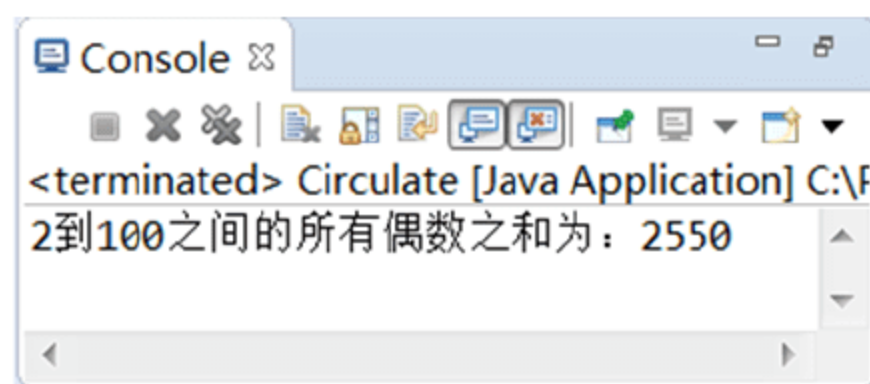 Console
<terminated> Circulate [Java Application] C:\
2到100之间的所有偶数之和为：2550